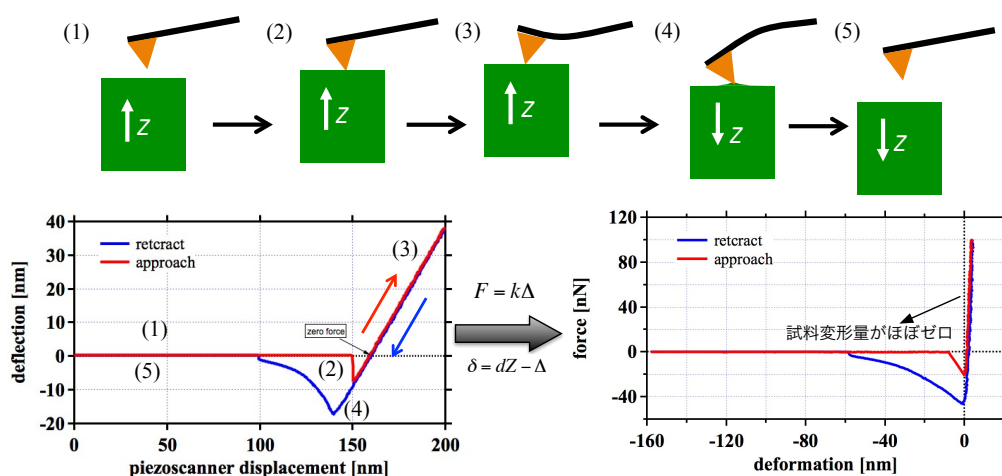 (1)
(2)
(3)
(4)
(5)
Z
Z
Z
Z
Z
40
30
20
10
0
-10
-20
deflection [nm]
retcract
approach
(3)
(1)
zero force
(5)
(2)
(4)
0
50
100
150
200
piezoscanner displacement [nm]
F = kΔ
δ = dZ − Δ
120
80
40
0
-40
force [nN]
retract
approach
試料変形量がほぼゼロ
-160
-120
-80
-40
0
deformation [nm]